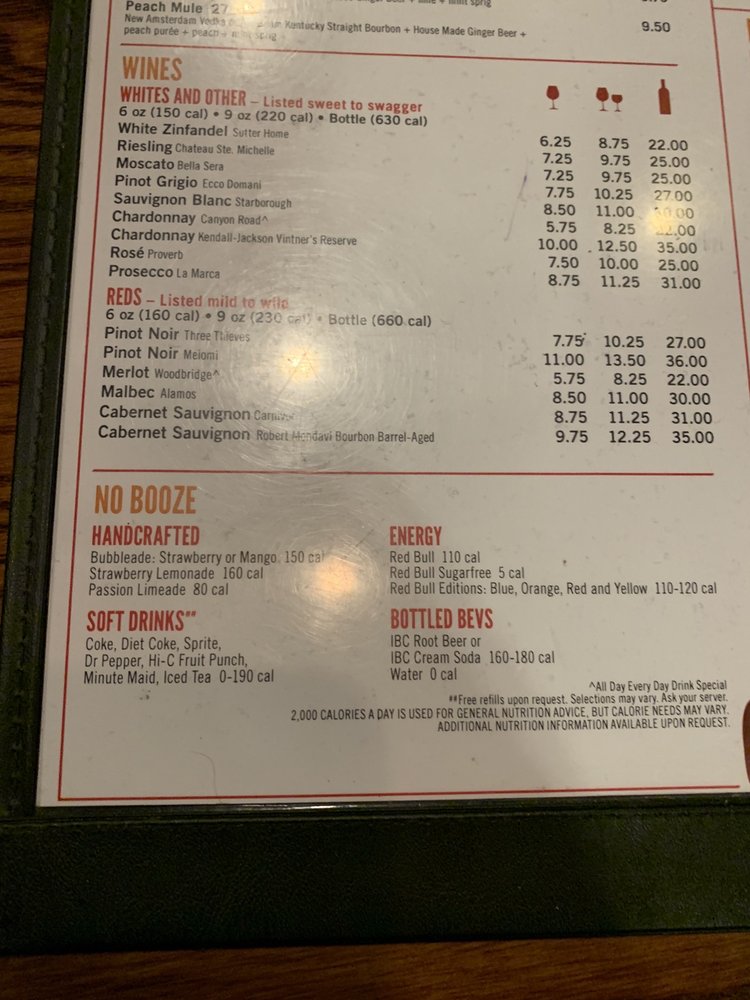 Peach Mule 27
New Amsterdam Vodka Kentucky Straight Bourbon + House Made Ginger Beer + 9.50
peach purée + peach + mint sprig
WINES
WHITES AND OTHER – Listed sweet to swagger
6 oz (150 cal) • 9 oz (220 cal) • Bottle (630 cal)
White Zinfandel Sutter Home 6.25 8.75 22.00
Riesling Chateau Ste. Michelle 7.25 9.75 25.00
Moscato Bella Sera 7.25 9.75 25.00
Pinot Grigio Ecco Domani 7.75 10.25 27.00
Sauvignon Blanc Starborough 8.50 11.00
Chardonnay Canyon Road^ 5.75 8.25
Chardonnay Kendall-Jackson Vintner's Reserve 10.00 12.50 35.00
Rosé Proverb 7.50 10.00 25.00
Prosecco La Marca 8.75 11.25 31.00
REDS – Listed mild to wild
6 oz (160 cal) • 9 oz (230 cal) • Bottle (660 cal)
Pinot Noir Three Thieves 7.75 10.25 27.00
Pinot Noir Meiomi 11.00 13.50 36.00
Merlot Woodbridge^ 5.75 8.25 22.00
Malbec Alamos 8.50 11.00 30.00
Cabernet Sauvignon Carnivor 8.75 11.25 31.00
Cabernet Sauvignon Robert Mondavi Bourbon Barrel-Aged 9.75 12.25 35.00
NO BOOZE
HANDCRAFTED
Bubbleade: Strawberry or Mango 150 cal
Strawberry Lemonade 160 cal
Passion Limeade 80 cal
SOFT DRINKS##
Coke, Diet Coke, Sprite,
Dr Pepper, Hi-C Fruit Punch,
Minute Maid, Iced Tea 0-190 cal
ENERGY
Red Bull 110 cal
Red Bull Sugarfree 5 cal
Red Bull Editions: Blue, Orange, Red and Yellow 110-120 cal
BOTTLED BEVS
IBC Root Beer or
IBC Cream Soda 160-180 cal
Water 0 cal
^All Day Every Day Drink Special
##Free refills upon request. Selections may vary. Ask your server.
2,000 CALORIES A DAY IS USED FOR GENERAL NUTRITION ADVICE, BUT CALORIE NEEDS MAY VARY.
ADDITIONAL NUTRITION INFORMATION AVAILABLE UPON REQUEST.